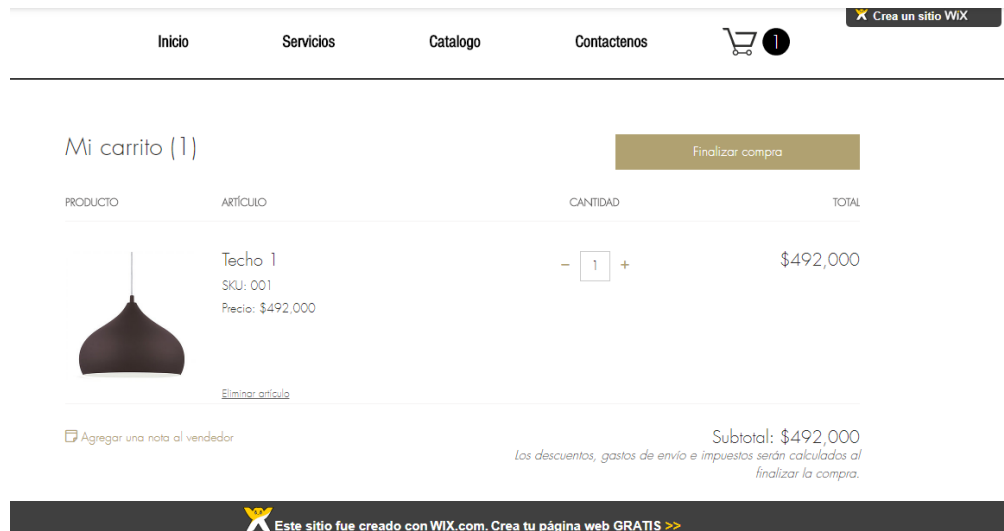 Crea un sitio WiX
Inicio Servicios Catalogo Contactenos 1
Mi carrito (1) Finalizar compra
PRODUCTO ARTÍCULO CANTIDAD TOTAL
Techo 1 − 1 + $492,000
SKU: 001
Precio: $492,000
Eliminar artículo
Agregar una nota al vendedor Subtotal: $492,000
Los descuentos, gastos de envío e impuestos serán calculados al
finalizar la compra.
Este sitio fue creado con WIX.com. Crea tu página web GRATIS >>